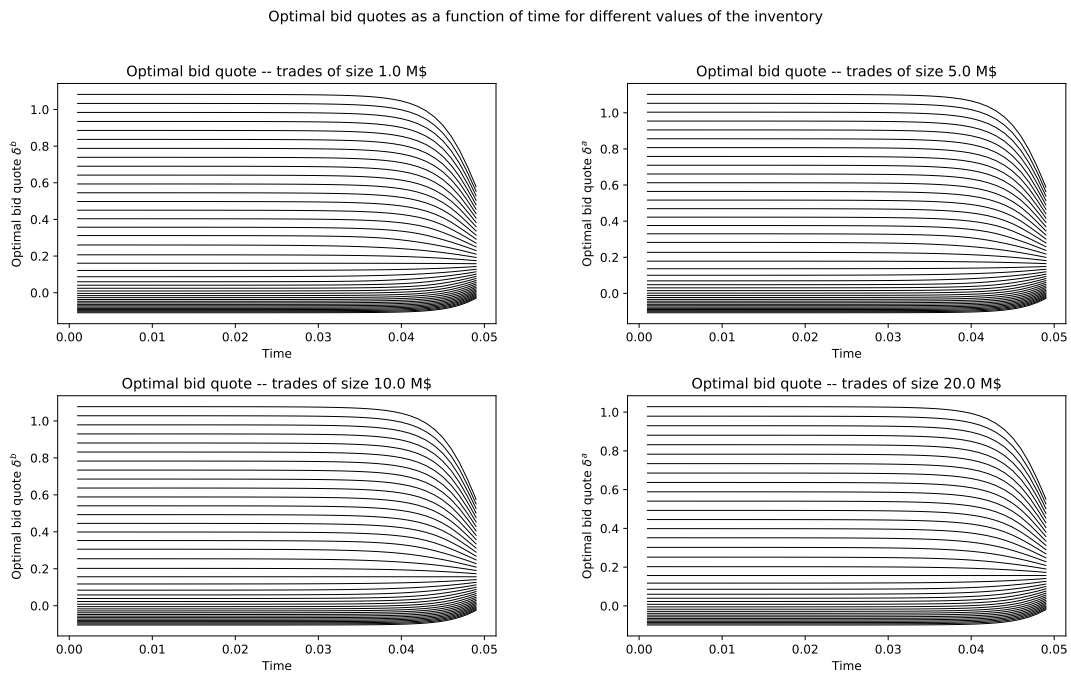 Optimal bid quotes as a function of time for different values of the inventory
Optimal bid quote -- trades of size 1.0 M$
Optimal bid quote δᵇ
1.0
0.8
0.6
0.4
0.2
0.0
0.00 0.01 0.02 0.03 0.04 0.05
Time
Optimal bid quote -- trades of size 5.0 M$
Optimal bid quote δᵃ
1.0
0.8
0.6
0.4
0.2
0.0
0.00 0.01 0.02 0.03 0.04 0.05
Time
Optimal bid quote -- trades of size 10.0 M$
Optimal bid quote δᵇ
1.0
0.8
0.6
0.4
0.2
0.0
0.00 0.01 0.02 0.03 0.04 0.05
Time
Optimal bid quote -- trades of size 20.0 M$
Optimal bid quote δᵃ
1.0
0.8
0.6
0.4
0.2
0.0
0.00 0.01 0.02 0.03 0.04 0.05
Time